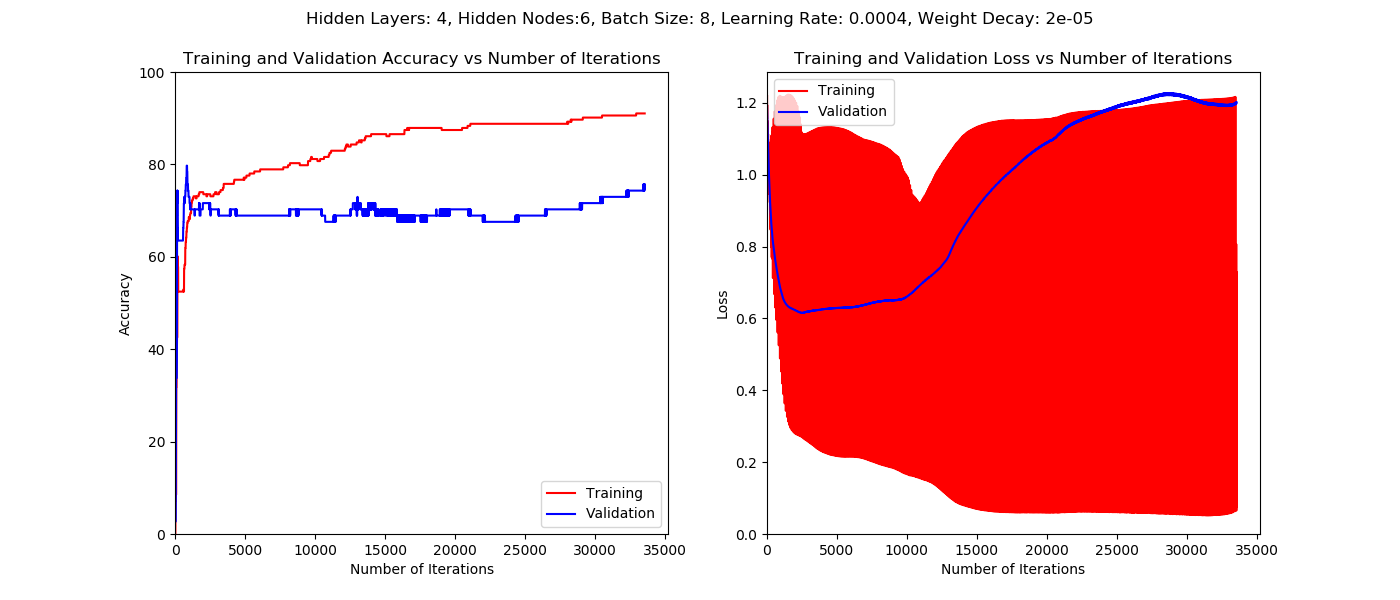 Hidden Layers: 4, Hidden Nodes:6, Batch Size: 8, Learning Rate: 0.0004, Weight Decay: 2e-05
Training and Validation Accuracy vs Number of Iterations
100
80
60
40
20
0
Accuracy
0 5000 10000 15000 20000 25000 30000 35000
Number of Iterations
Training
Validation
Training and Validation Loss vs Number of Iterations
1.2
1.0
0.8
0.6
0.4
0.2
0.0
Loss
0 5000 10000 15000 20000 25000 30000 35000
Number of Iterations
Training
Validation